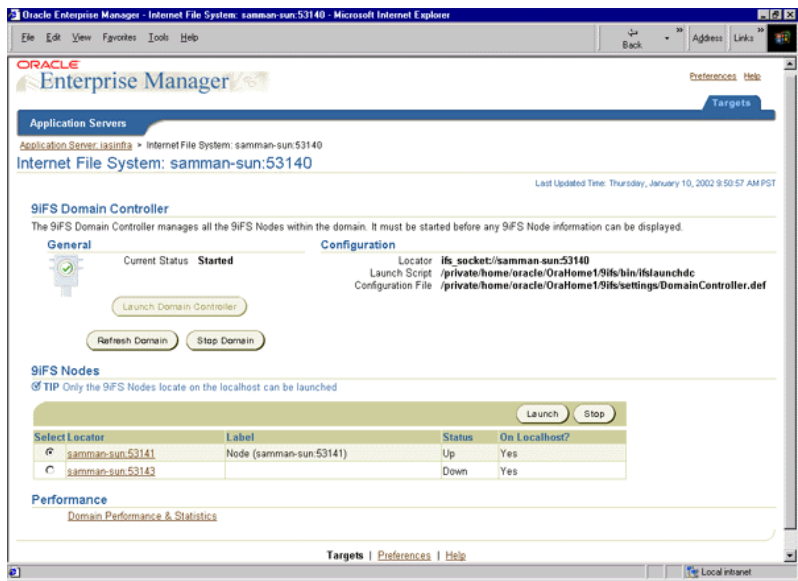 Oracle Enterprise Manager - Internet File System: samman-sun:53140 - Microsoft Internet Explorer
File Edit View Favorites Tools Help
Back
Address
Links
ORACLE
Enterprise Manager
Preferences Help
Targets
Application Servers
Application Server: iasinfra > Internet File System: samman-sun:53140
Internet File System: samman-sun:53140
Last Updated Time: Thursday, January 10, 2002 9:50:57 AM PST
9iFS Domain Controller
The 9iFS Domain Controller manages all the 9iFS Nodes within the domain. It must be started before any 9iFS Node information can be displayed.
General
Current Status Started
Launch Domain Controller
Refresh Domain
Stop Domain
Configuration
Locator ifs_socket://samman-sun:53140
Launch Script /private/home/oracle/OraHome1/9ifs/bin/ifslaunchdc
Configuration File /private/home/oracle/OraHome1/9ifs/settings/DomainController.def
9iFS Nodes
TIP Only the 9iFS Nodes locate on the localhost can be launched
Launch Stop
Select Locator Label Status On Localhost?
samman-sun:53141 Node (samman-sun:53141) Up Yes
samman-sun:53143 Down Yes
Performance
Domain Performance & Statistics
Targets | Preferences | Help
Local intranet